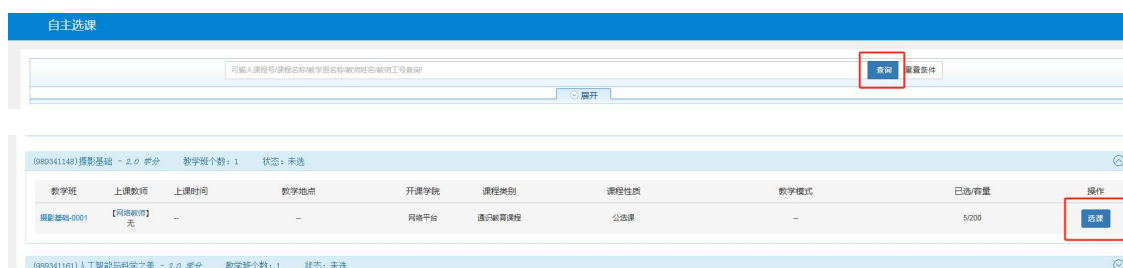 自主选课
可输入课程号/课程名称/教学班名称/教师姓名/教师工号查询! 查询 重置条件
展开
(989341148)摄影基础 - 2.0 学分 教学班个数：1 状态：未选
教学班 上课教师 上课时间 教学地点 开课学院 课程类别 课程性质 教学模式 已选/容量 操作
摄影基础-0001 【网络教师】无 -- -- 网络平台 通识教育课程 公选课 -- 5/200 选课
(989341161)人工智能与科学之美 - 2.0 学分 教学班个数：1 状态：未选